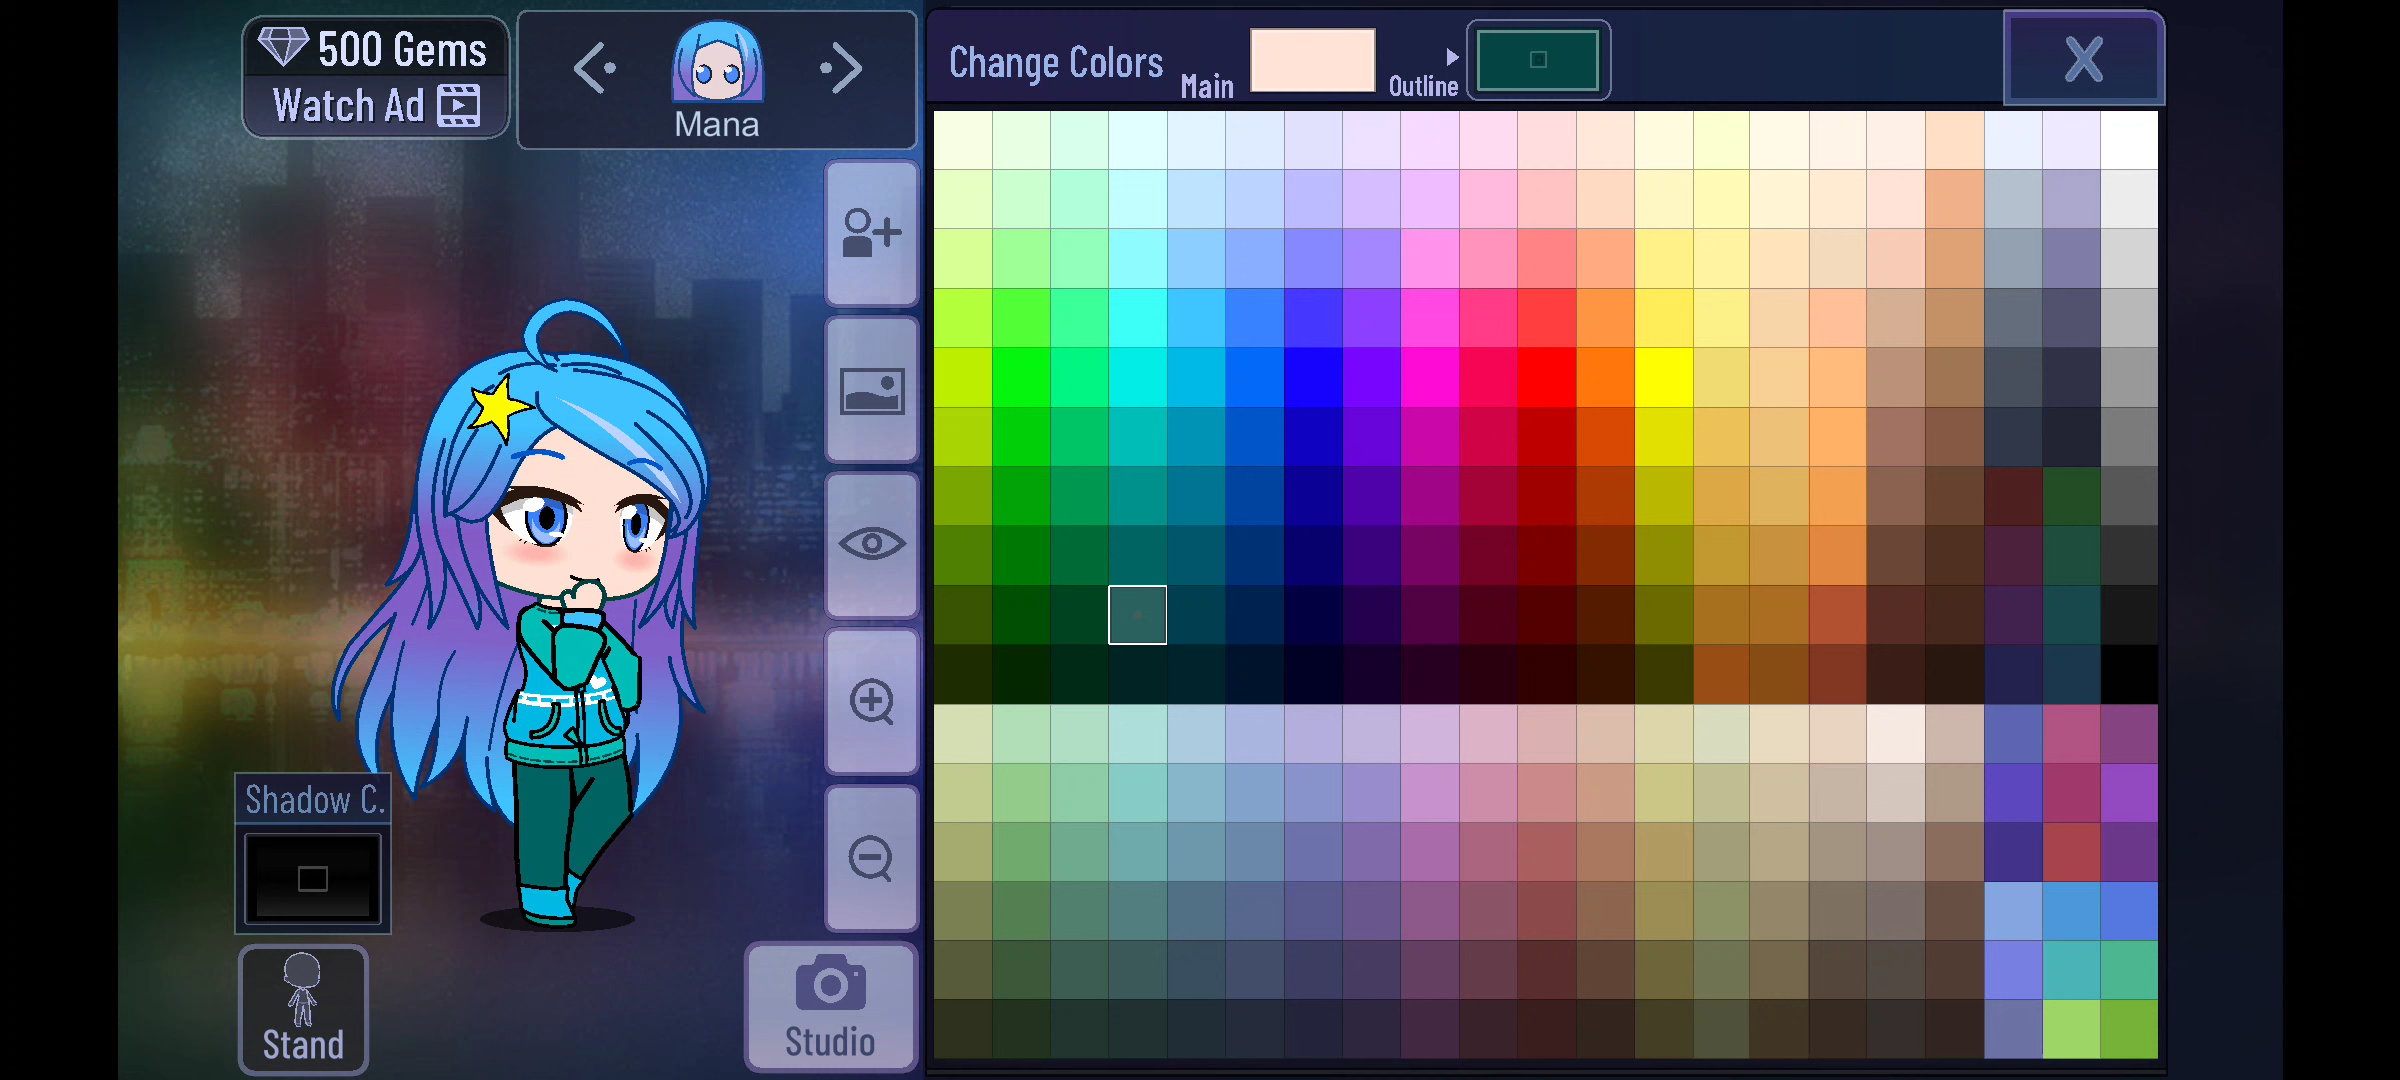 500 Gems
Watch Ad
Mana
Change Colors
Main
Outline
X
Shadow C.
Stand
Studio